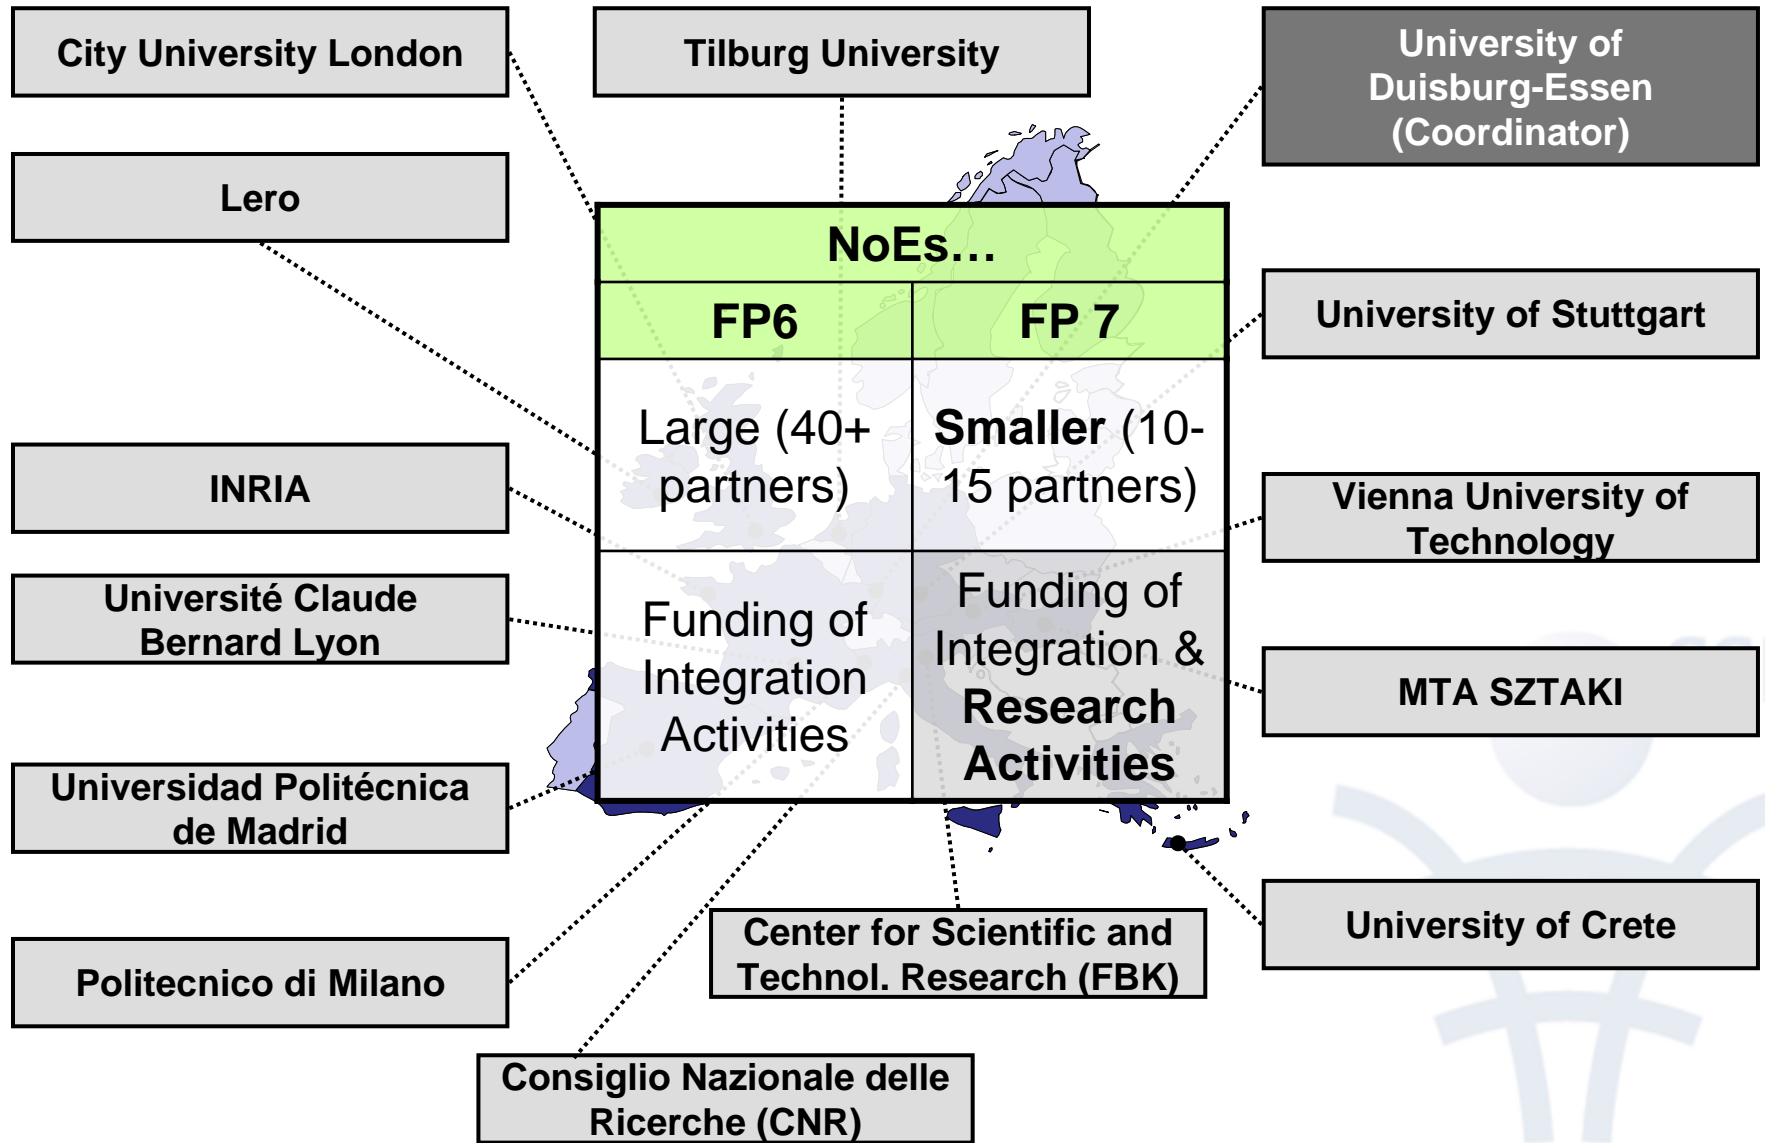 City University London
Tilburg University
University of
Duisburg-Essen
(Coordinator)
Lero
NoEs…
FP6
FP 7
University of Stuttgart
Large (40+
partners)
Smaller (10-
15 partners)
INRIA
Vienna University of
Technology
Université Claude
Bernard Lyon
Funding of
Integration
Activities
Funding of
Integration &
Research
Activities
MTA SZTAKI
Universidad Politécnica
de Madrid
University of Crete
Center for Scientific and
Technol. Research (FBK)
Politecnico di Milano
Consiglio Nazionale delle
Ricerche (CNR)